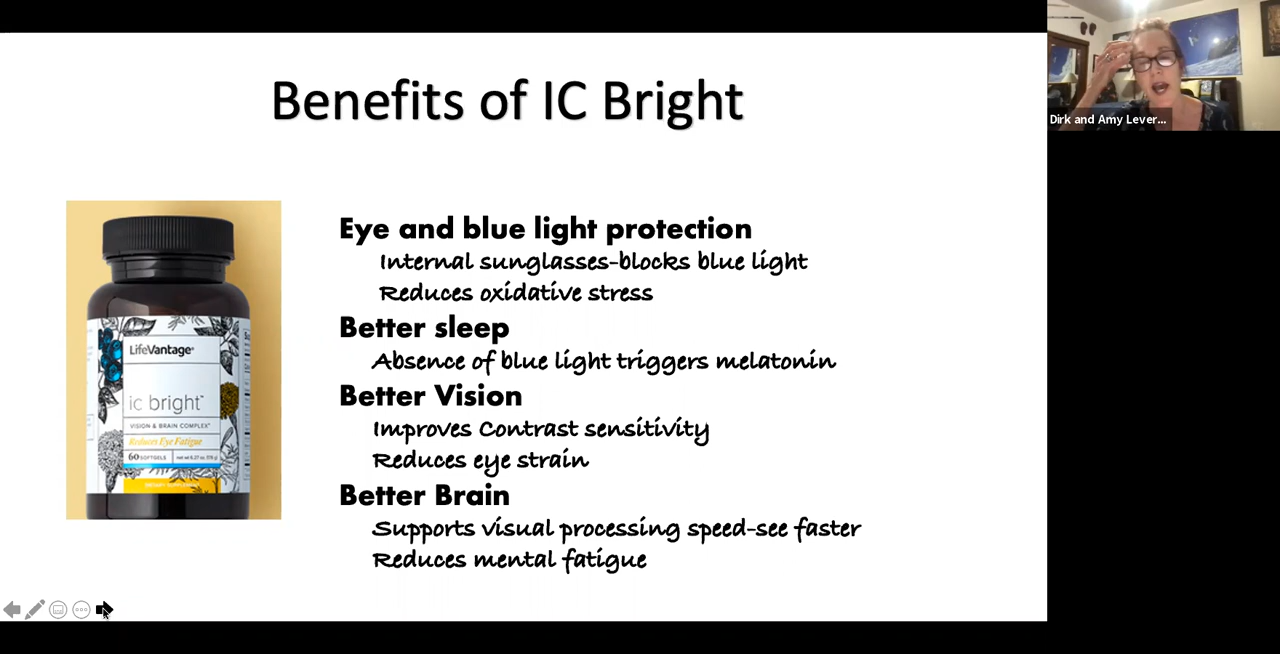 Benefits of IC Bright
Dirk and Amy Lever...
Eye and blue light protection
Internal sunglasses-blocks blue light
Reduces oxidative stress
Better sleep
Absence of blue light triggers melatonin
Better Vision
Improves Contrast sensitivity
Reduces eye strain
Better Brain
Supports visual processing speed-see faster
Reduces mental fatigue
LifeVantage®
ic bright™
VISION & BRAIN COMPLEX*
Reduces Eye Fatigue
60 SOFTGELS
DIETARY SUPPLEMENT